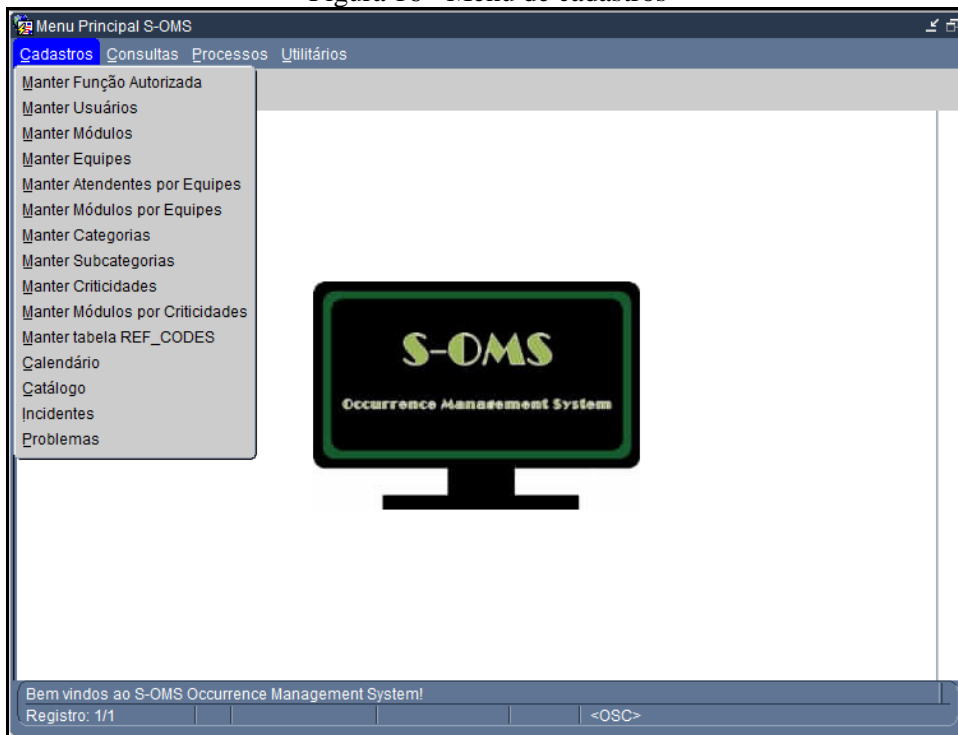 Figura 16 - Menu de cadastros
Menu Principal S-OMS
Cadastros Consultas Processos Utilitários
Manter Função Autorizada
Manter Usuários
Manter Módulos
Manter Equipes
Manter Atendentes por Equipes
Manter Módulos por Equipes
Manter Categorias
Manter Subcategorias
Manter Criticidades
Manter Módulos por Criticidades
Manter tabela REF_CODES
Calendário
Catálogo
Incidentes
Problemas
S-OMS
Occurrence Management System
Bem vindos ao S-OMS Occurrence Management System!
Registro: 1/1 <OSC>